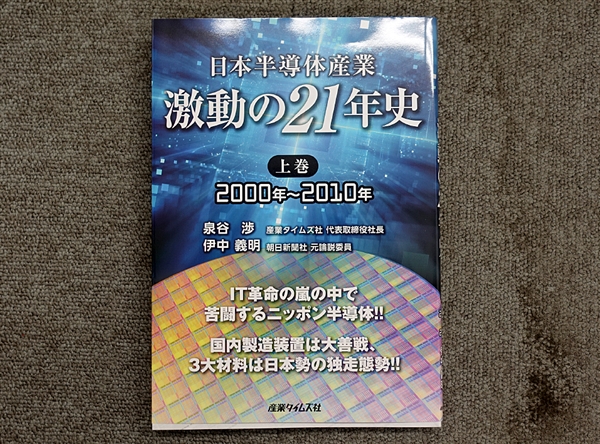 日本半導体産業
激動の21年史
上巻
2000年～2010年
泉谷 渉 産業タイムズ社 代表取締役社長
伊中 義明 朝日新聞社 元論説委員
IT革命の嵐の中で
苦闘するニッポン半導体!!
国内製造装置は大善戦、
3大材料は日本勢の独走態勢!!
産業タイムズ社